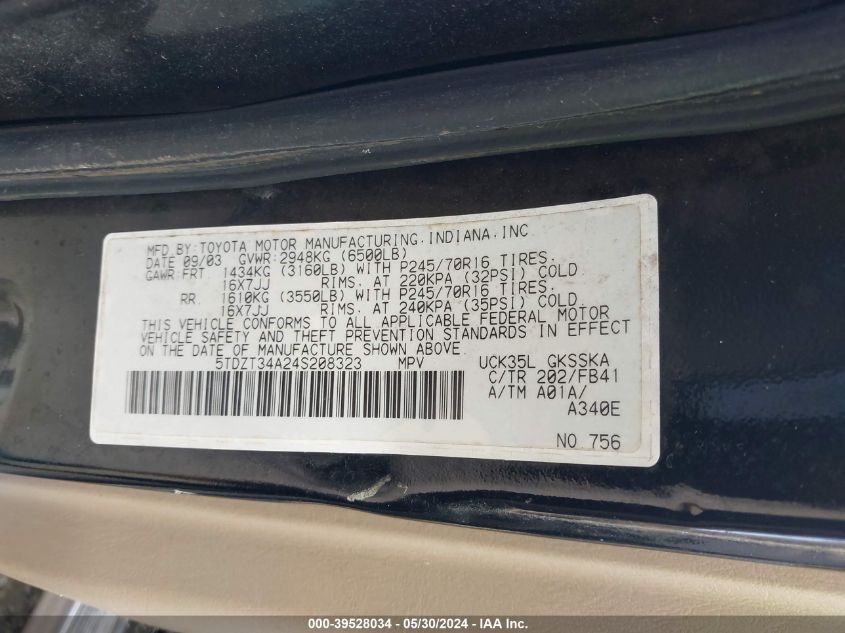 MFD BY:TOYOTA MOTOR MANUFACTURING.INDIANA.INC
DATE 09/03 GVWR:2948KG (6500LB)
GAWR:FRT 1434KG (3160LB) WITH P245/70R16 TIRES.
16X7JJ RIMS. AT 220KPA (32PSI) COLD
RR 1610KG (3550LB) WITH P245/70R16 TIRES.
16X7JJ RIMS. AT 240KPA (35PSI) COLD
THIS VEHICLE CONFORMS TO ALL APPLICABLE FEDERAL MOTOR
VEHICLE SAFETY AND THEFT PREVENTION STANDARDS IN EFFECT
ON THE DATE OF MANUFACTURE SHOWN ABOVE.
5TDZT34A24S208323 MPV UCK35L GKSSKA
C/TR 202/FB41
A/TM A01A/
A340E
NO 756
000-39528034 - 05/30/2024 - IAA Inc.